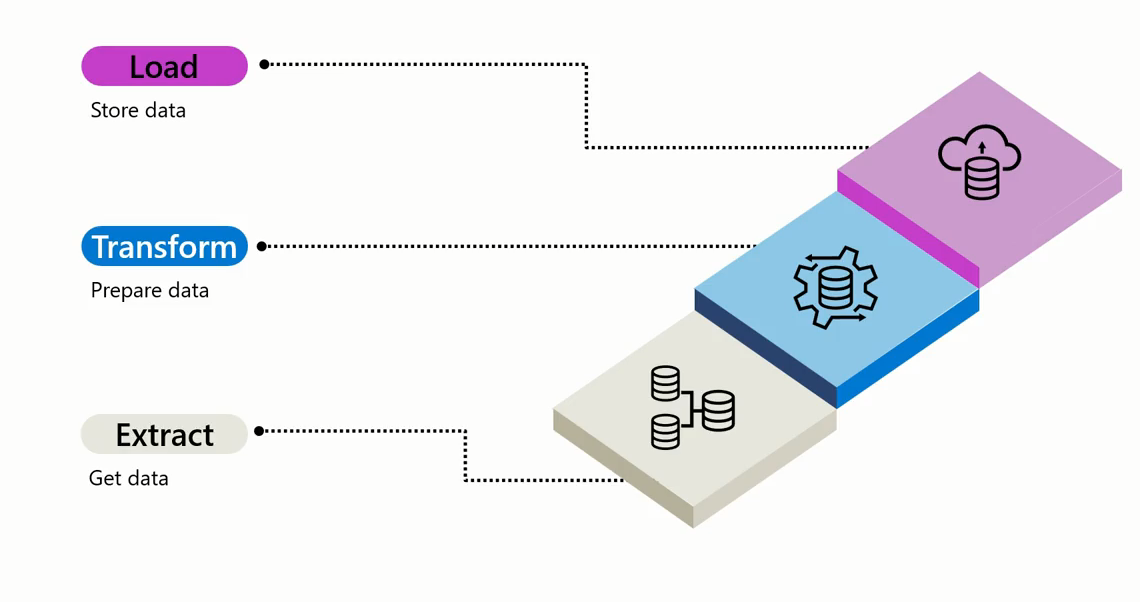 Load
Store data
Transform
Prepare data
Extract
Get data